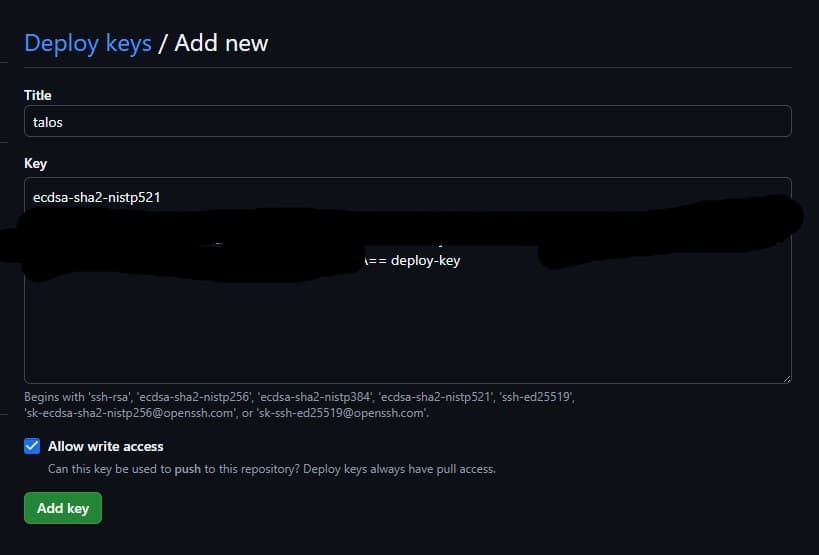 Deploy keys / Add new
Title
talos
Key
ecdsa-sha2-nistp521
== deploy-key
Begins with 'ssh-rsa', 'ecdsa-sha2-nistp256', 'ecdsa-sha2-nistp384', 'ecdsa-sha2-nistp521', 'ssh-ed25519',
'sk-ecdsa-sha2-nistp256@openssh.com', or 'sk-ssh-ed25519@openssh.com'.
Allow write access
Can this key be used to push to this repository? Deploy keys always have pull access.
Add key